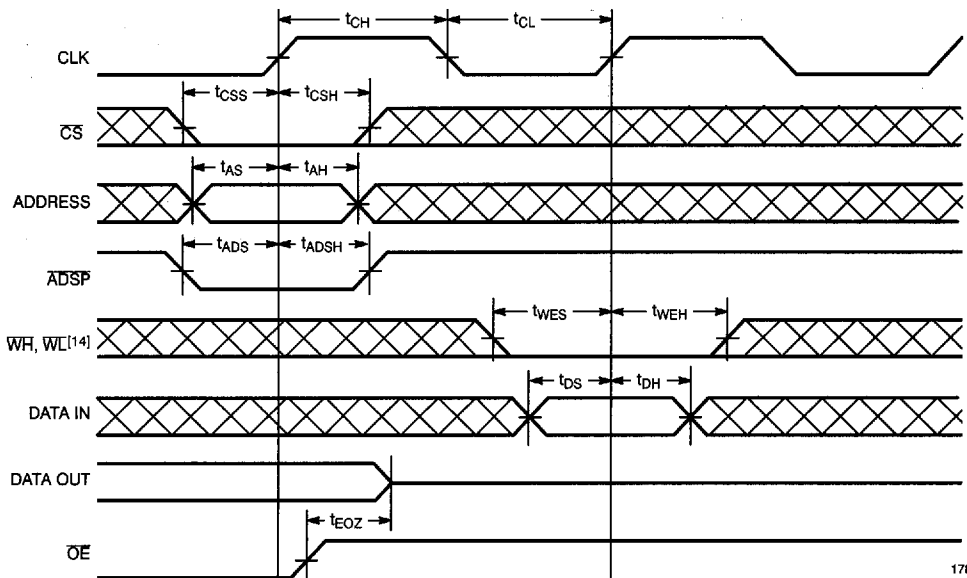 tCH tCL
CLK
tCSS tCSH
CS
tAS tAH
ADDRESS
tADS tADSH
ADSP
tWES tWEH
WH, WL[14]
tDS tDH
DATA IN
DATA OUT
tEOZ
OE